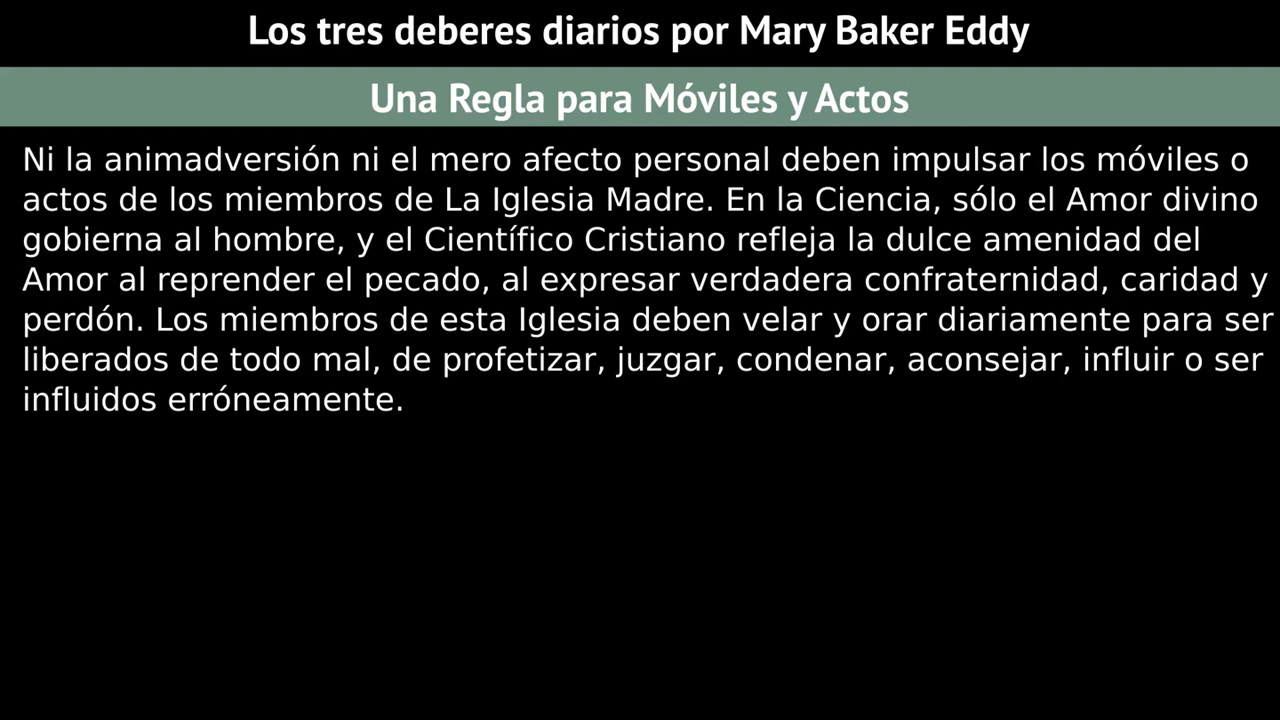 Los tres deberes diarios por Mary Baker Eddy
Una Regla para Móviles y Actos
Ni la animadversión ni el mero afecto personal deben impulsar los móviles o
actos de los miembros de La Iglesia Madre. En la Ciencia, sólo el Amor divino
gobierna al hombre, y el Científico Cristiano refleja la dulce amenidad del
Amor al reprender el pecado, al expresar verdadera confraternidad, caridad y
perdón. Los miembros de esta Iglesia deben velar y orar diariamente para ser
liberados de todo mal, de profetizar, juzgar, condenar, aconsejar, influir o ser
influidos erróneamente.